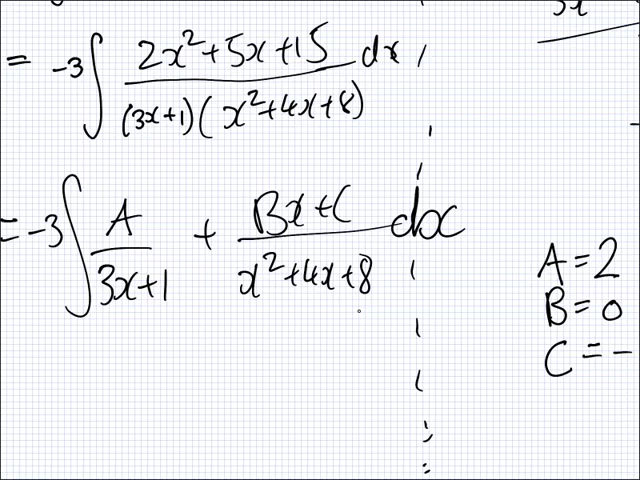 3x
= -3∫ 2x²+5x+15 / (3x+1)(x²+4x+8) dx
= -3∫ A / 3x+1 + Bx+C / x²+4x+8 dx
A=2
B=0
C=-